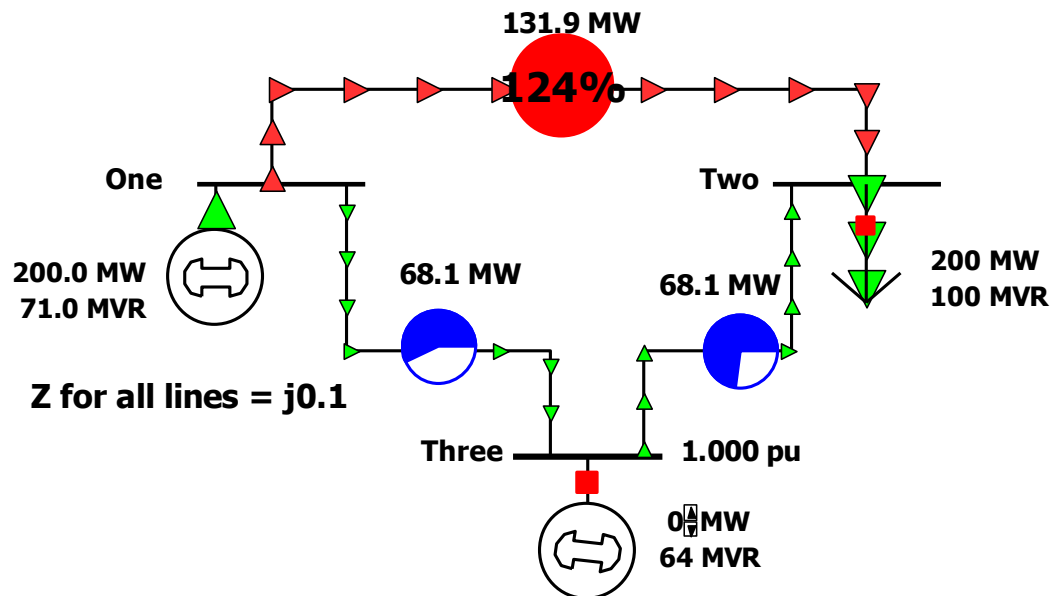 131.9 MW
124%
One
Two
200.0 MW
71.0 MVR
68.1 MW
68.1 MW
200 MW
100 MVR
Z for all lines = j0.1
Three
1.000 pu
0 MW
64 MVR